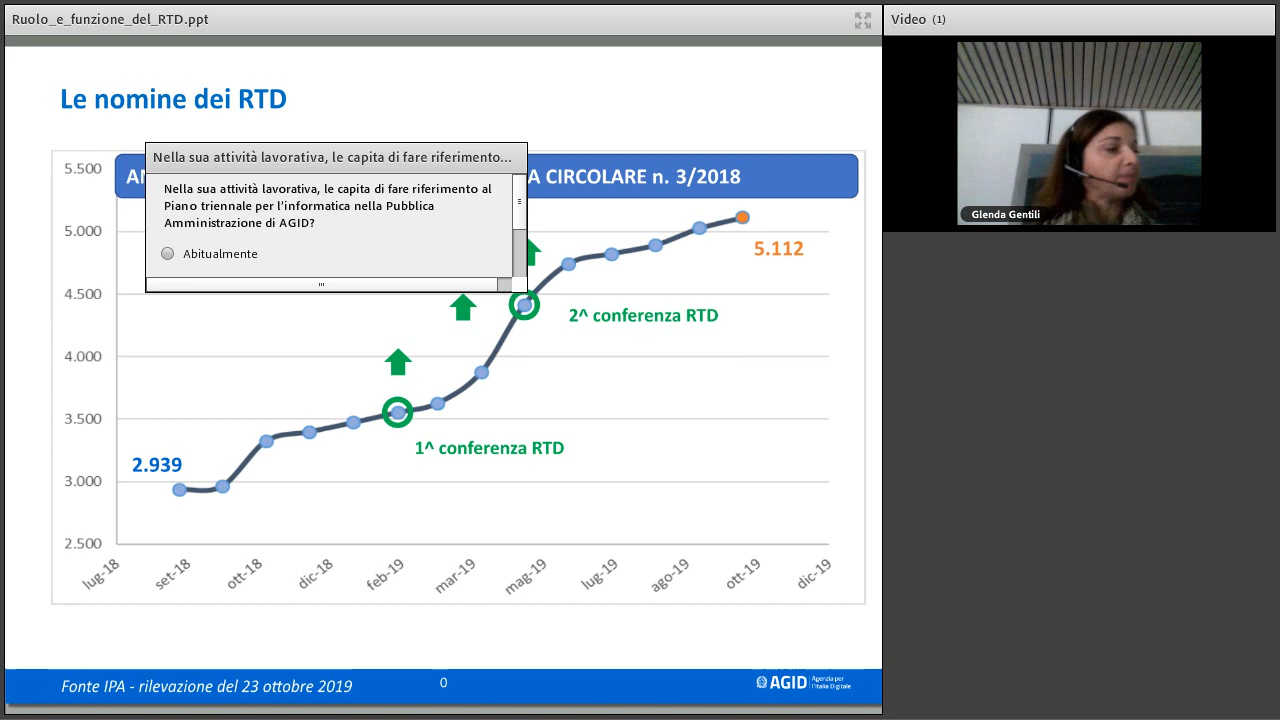 Ruolo_e_funzione_del_RTD.ppt
Video (1)
Glenda Gentili
Le nomine dei RTD
A CIRCOLARE n. 3/2018
Nella sua attività lavorativa, le capita di fare riferimento...
Nella sua attività lavorativa, le capita di fare riferimento al
Piano triennale per l'informatica nella Pubblica
Amministrazione di AGID?
Abitualmente
5.500
5.000
4.500
4.000
3.500
3.000
2.500
5.112
2^ conferenza RTD
1^ conferenza RTD
2.939
lug-18
set-18
ott-18
dic-18
feb-19
mar-19
mag-19
lug-19
ago-19
ott-19
dic-19
Fonte IPA - rilevazione del 23 ottobre 2019
0
AGID
Agenzia per
l'Italia Digitale